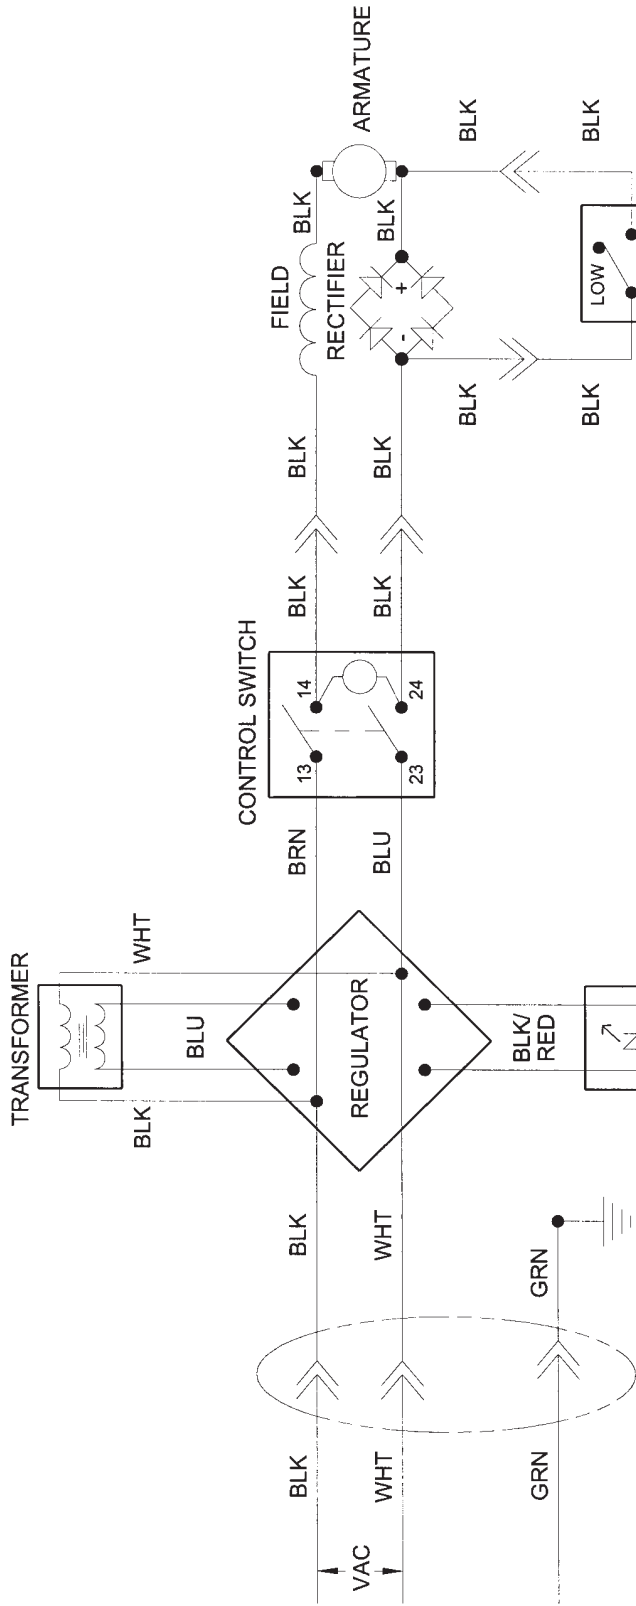 TRANSFORMER
BLK
WHT
BLU
VAC
BLK
BLK
BRN
CONTROL SWITCH
13
14
BLK
BLK
FIELD
BLK
ARMATURE
REGULATOR
WHT
WHT
BLU
23
24
BLK
BLK
RECTIFIER
- +
BLK
GRN
GRN
BLK/
RED
BLK
BLK
BLK
BLK
LOW